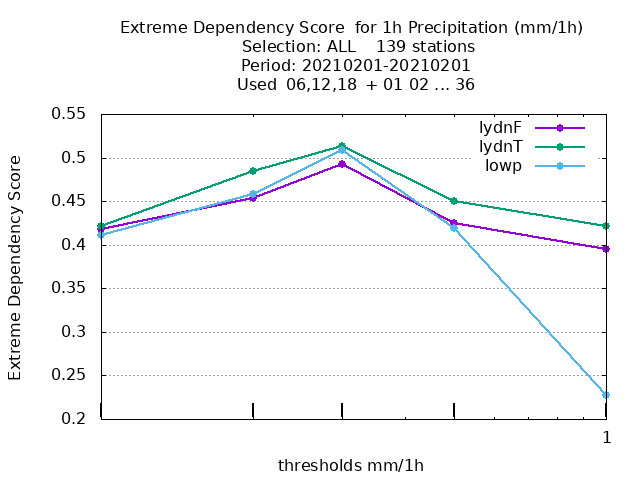 Extreme Dependency Score  for 1h Precipitation (mm/1h)
Selection: ALL    139 stations
Period: 20210201-20210201
Used  06,12,18  + 01 02 ... 36
lydnF
lydnT
lowp
0.55
0.5
0.45
0.4
0.35
0.3
0.25
0.2
Extreme Dependency Score
1
thresholds mm/1h